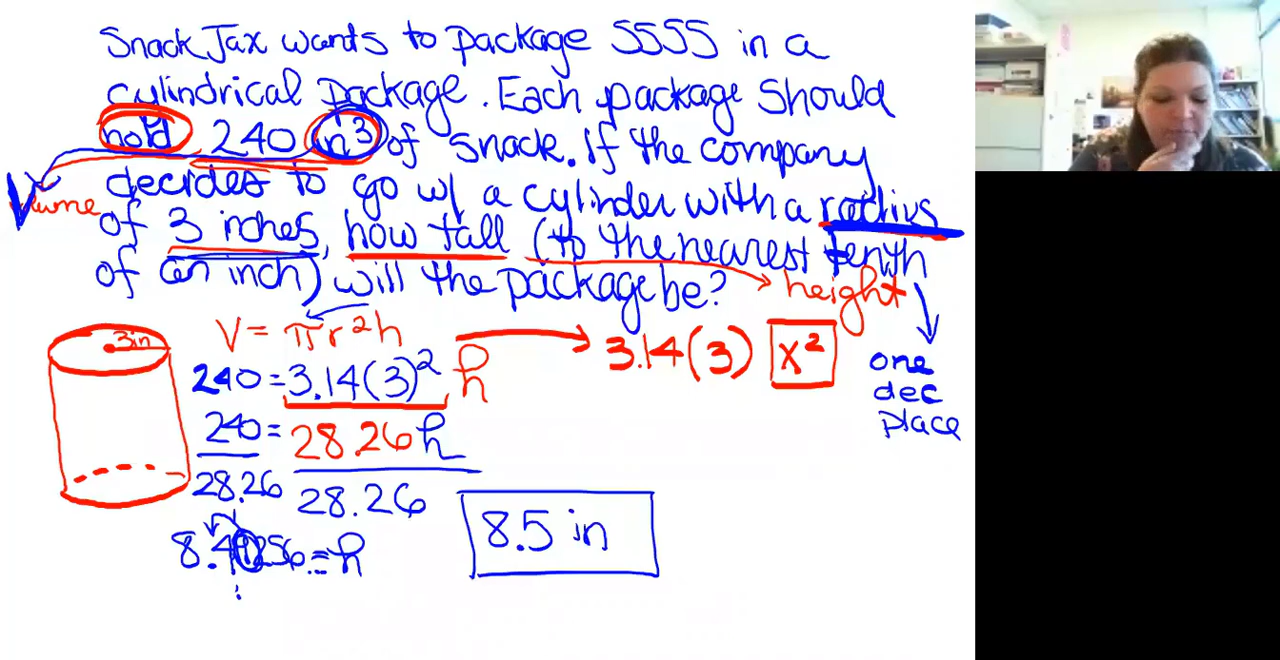 Snack Jax wants to package SSSS in a
cylindrical package. Each package should
hold 240 in3 of snack. If the company
decides to go w/ a cylinder with a radius
of 3 inches, how tall (to the nearest tenth
of an inch) will the package be?
Volume
height
one
dec
place
3in
V = πr²h
240 = 3.14(3)² h
3.14(3) x²
240 = 28.26h
28.26 28.26
= h
8.5 in